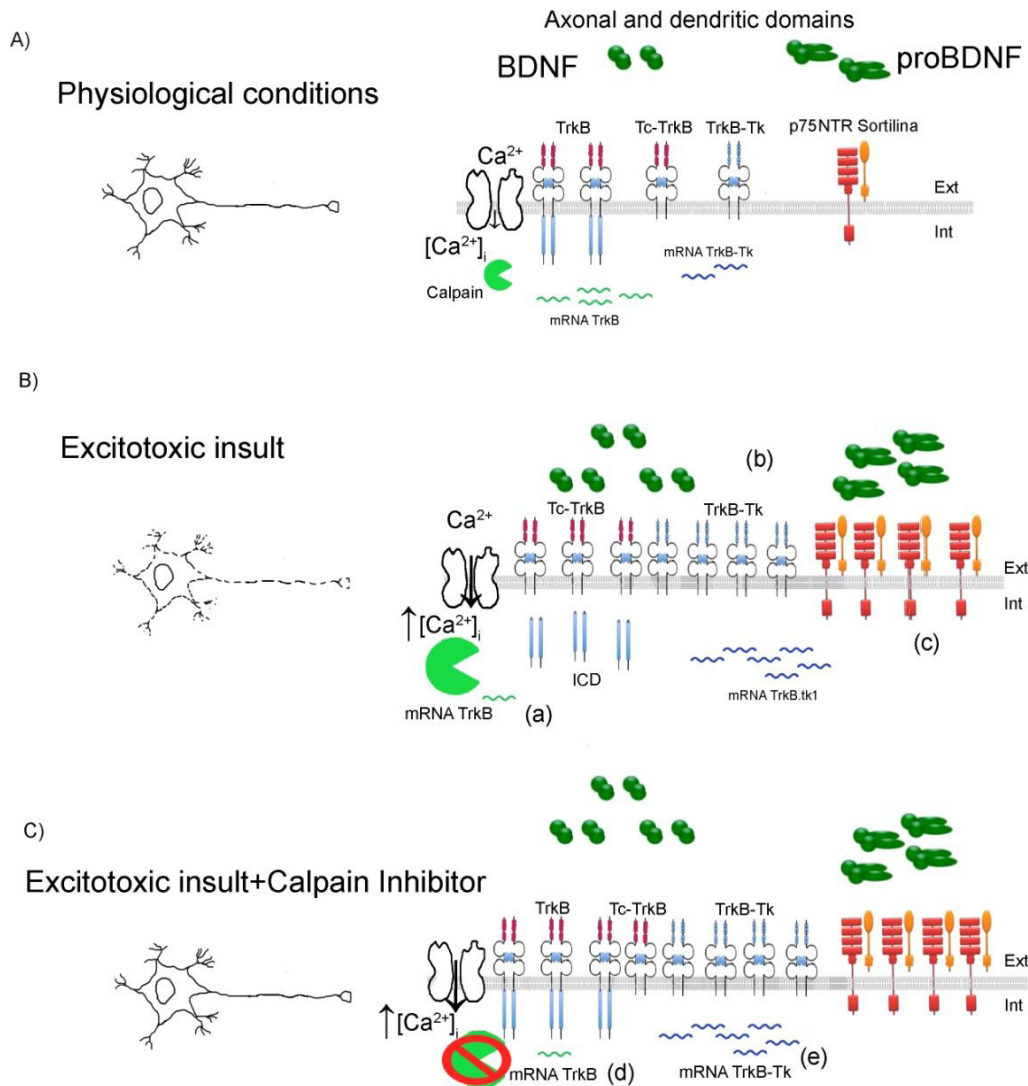 Axonal and dendritic domains
A)
BDNF
proBDNF
Physiological conditions
TrkB
Tc-TrkB
TrkB-Tk
p75NTR Sortilina
Ca2+
Ext
Int
[Ca2+]i
mRNA TrkB-Tk
Calpain
mRNA TrkB
B)
Excitotoxic insult
(b)
Tc-TrkB
TrkB-Tk
Ca2+
Ext
Int
↑[Ca2+]i
(c)
ICD
mRNA TrkB.tk1
mRNA TrkB
(a)
C)
Excitotoxic insult+Calpain Inhibitor
TrkB
Tc-TrkB
TrkB-Tk
Ca2+
Ext
Int
↑[Ca2+]i
mRNA TrkB
(d)
mRNA TrkB-Tk
(e)